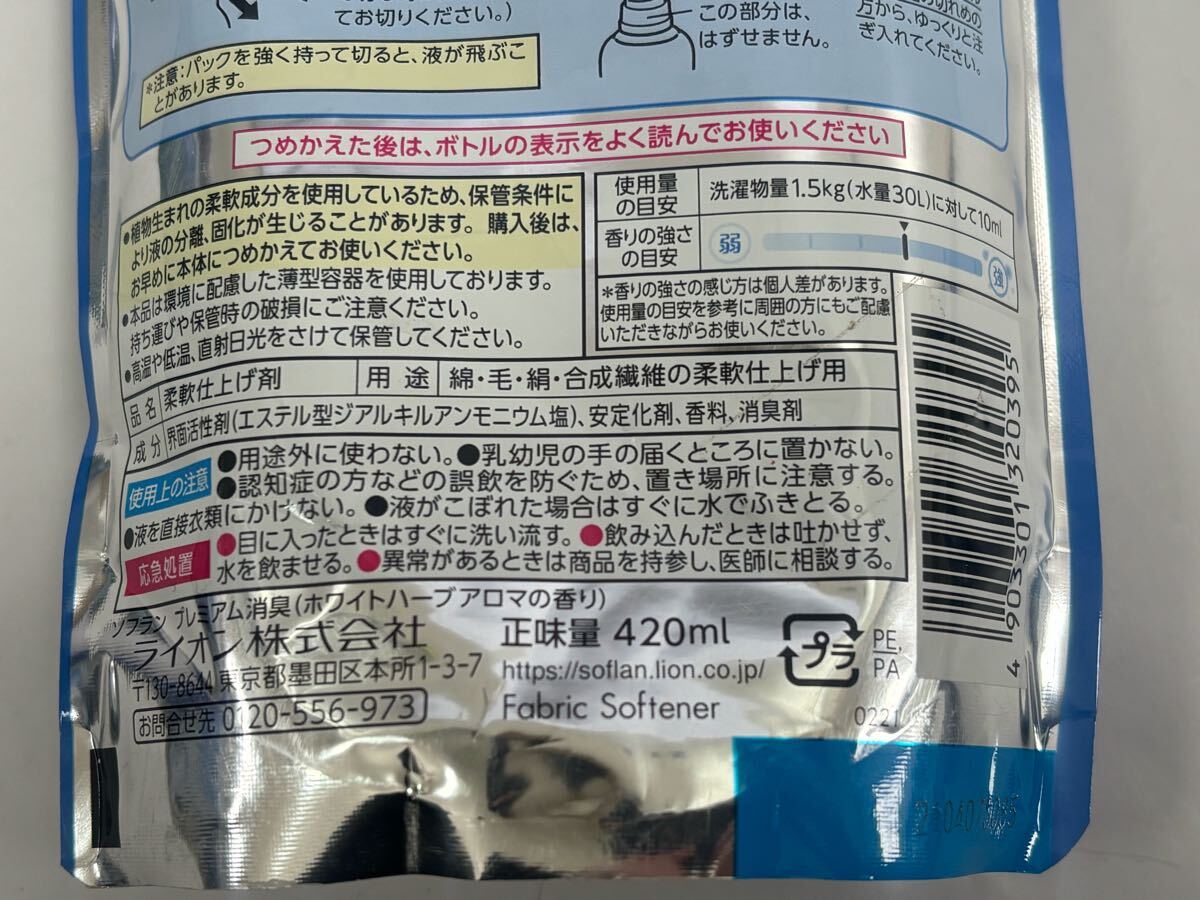 てお切りください。)
*注意:パックを強く持って切ると、液が飛ぶこ
とがあります。
この部分は、
はずせません。
切れめの
方から、ゆっくりと注
ぎ入れてください。
つめかえた後は、ボトルの表示をよく読んでお使いください
●植物生まれの柔軟成分を使用しているため、保管条件に
より液の分離、固化が生じることがあります。購入後は、
お早めに本体につめかえてお使いください。
●本品は環境に配慮した薄型容器を使用しております。
持ち運びや保管時の破損にご注意ください。
●高温や低温、直射日光をさけて保管してください。
使用量
の目安
洗濯物量1.5kg(水量30L)に対して10ml
香りの強さ
の目安
弱
強
*香りの強さの感じ方は個人差があります。
使用量の目安を参考に周囲の方にもご配慮
いただきながらお使いください。
品名 柔軟仕上げ剤 用途 綿・毛・絹・合成繊維の柔軟仕上げ用
成分 界面活性剤(エステル型ジアルキルアンモニウム塩)、安定化剤、香料、消臭剤
使用上の注意
●用途外に使わない。●乳幼児の手の届くところに置かない。
●認知症の方などの誤飲を防ぐため、置き場所に注意する。
●液を直接衣類にかけない。●液がこぼれた場合はすぐに水でふきとる。
応急処置
●目に入ったときはすぐに洗い流す。●飲み込んだときは吐かせず、
水を飲ませる。●異常があるときは商品を持参し、医師に相談する。
ソフラン プレミアム消臭(ホワイトハーブアロマの香り)
ライオン株式会社
〒130-8644 東京都墨田区本所1-3-7
お問合せ先 0120-556-973
正味量 420ml
https://soflan.lion.co.jp/
Fabric Softener
プラ
PE,
PA
0221
4 903301 320395